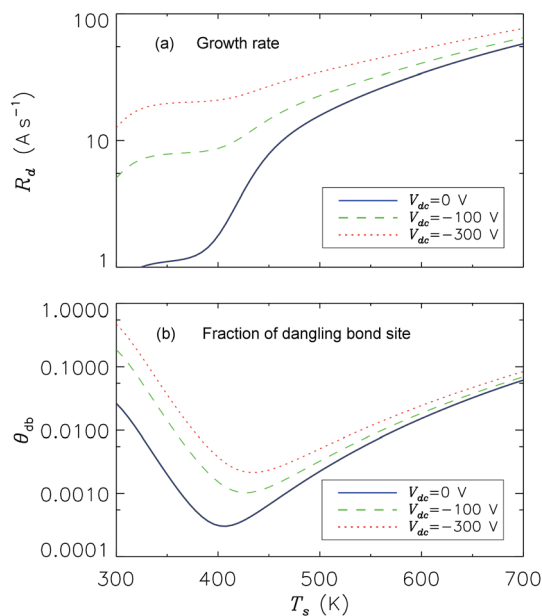 100
(a) Growth rate
10
R_d (A s⁻¹)
V_dc=0 V
V_dc=−100 V
V_dc=−300 V
1
1.0000
(b) Fraction of dangling bond site
0.1000
0.0100
θ_db
0.0010
V_dc=0 V
V_dc=−100 V
V_dc=−300 V
0.0001
300 400 500 600 700
T_s (K)